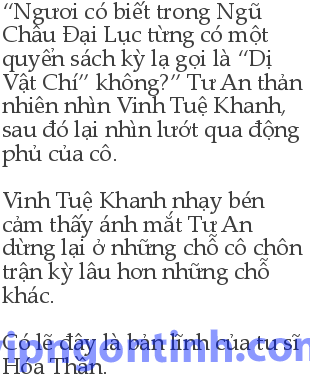 “Ngươi có biết trong Ngũ
Châu Đại Lục từng có một
quyển sách kỳ lạ gọi là “Dị
Vật Chí” không?” Tư An thản
nhiên nhìn Vinh Tuệ Khanh,
sau đó lại nhìn lướt qua động
phủ của cô.
Vinh Tuệ Khanh nhạy bén
cảm thấy ánh mắt Tư An
dừng lại ở những chỗ cô chôn
trận kỳ lâu hơn những chỗ
khác.
Có lẽ đây là bản lĩnh của tu sĩ
Hóa Thần.
vipngontinh.com